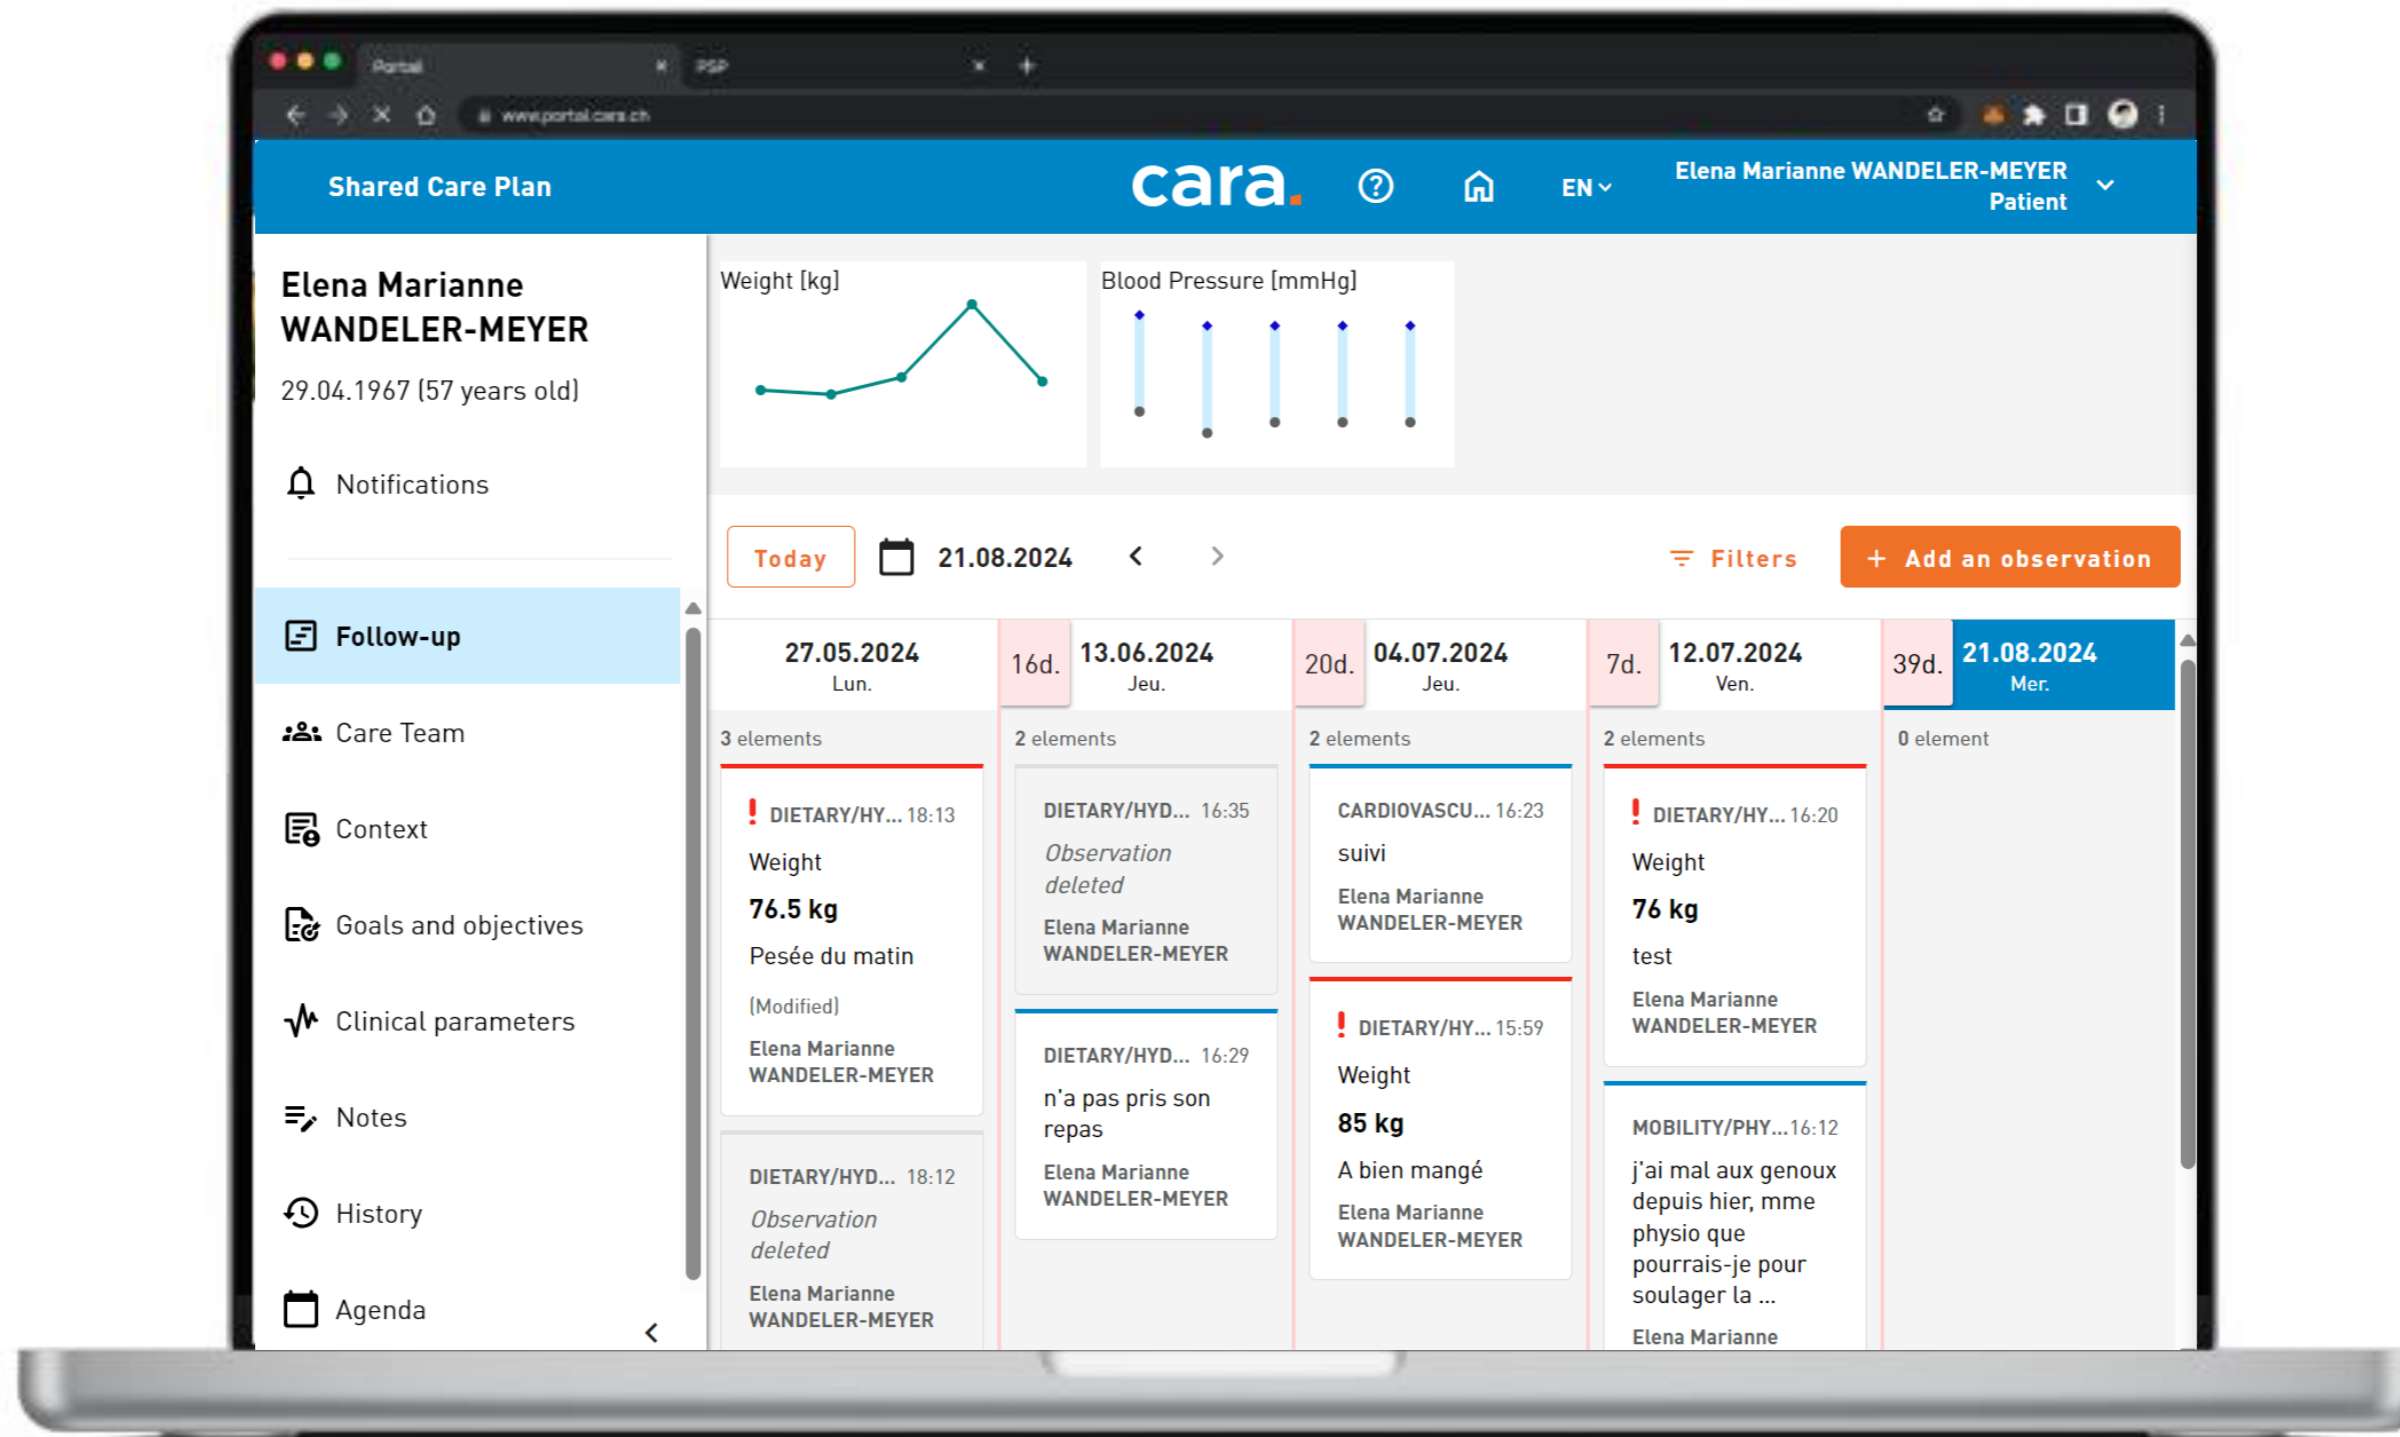 Portal
PSP
www.portal.cara.ch
Shared Care Plan
cara.
EN
Elena Marianne WANDELER-MEYER
Patient
Elena Marianne
WANDELER-MEYER
29.04.1967 (57 years old)
Notifications
Follow-up
Care Team
Context
Goals and objectives
Clinical parameters
Notes
History
Agenda
Weight [kg]
Blood Pressure [mmHg]
Today
21.08.2024
Filters
+ Add an observation
27.05.2024
Lun.
3 elements
! DIETARY/HY... 18:13
Weight
76.5 kg
Pesée du matin
(Modified)
Elena Marianne
WANDELER-MEYER
DIETARY/HYD... 18:12
Observation
deleted
Elena Marianne
WANDELER-MEYER
16d.
13.06.2024
Jeu.
2 elements
DIETARY/HYD... 16:35
Observation
deleted
Elena Marianne
WANDELER-MEYER
DIETARY/HYD... 16:29
n'a pas pris son
repas
Elena Marianne
WANDELER-MEYER
20d.
04.07.2024
Jeu.
2 elements
CARDIOVASCU... 16:23
suivi
Elena Marianne
WANDELER-MEYER
! DIETARY/HY... 15:59
Weight
85 kg
A bien mangé
Elena Marianne
WANDELER-MEYER
7d.
12.07.2024
Ven.
2 elements
! DIETARY/HY... 16:20
Weight
76 kg
test
Elena Marianne
WANDELER-MEYER
MOBILITY/PHY... 16:12
j'ai mal aux genoux
depuis hier, mme
physio que
pourrais-je pour
soulager la ...
Elena Marianne
39d.
21.08.2024
Mer.
0 element